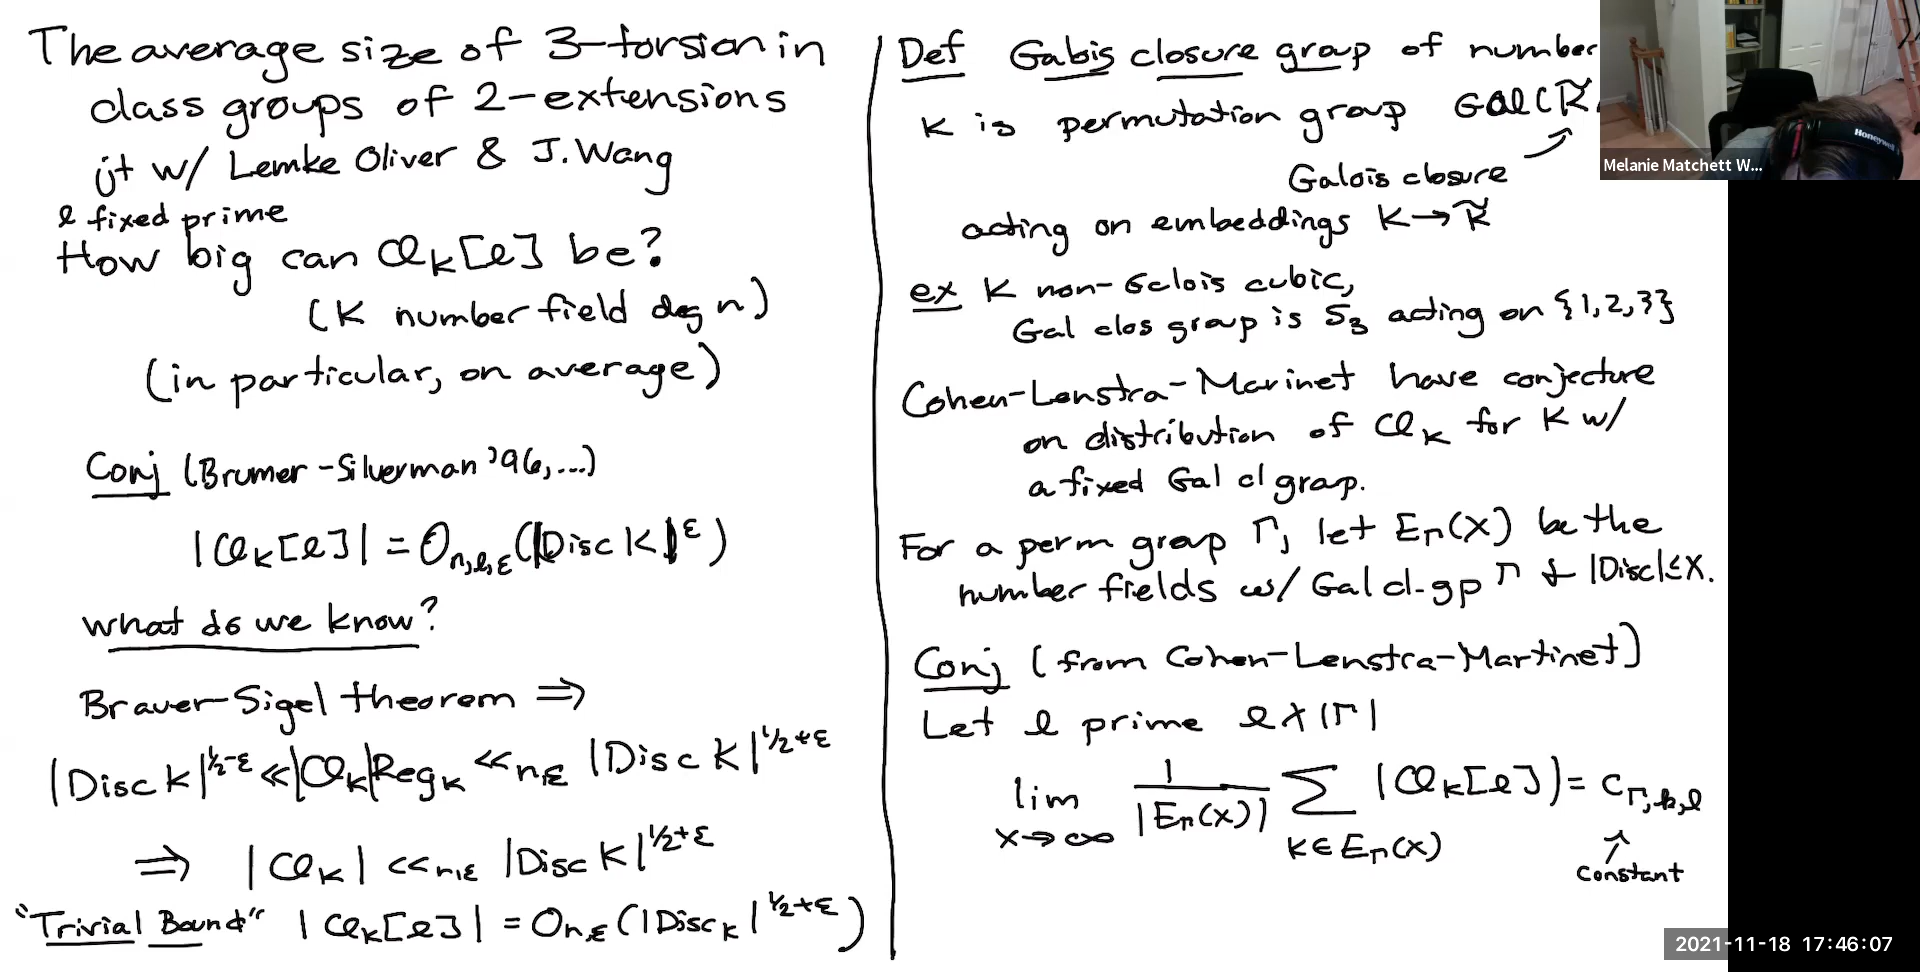 The average size of 3-torsion in
class groups of 2-extensions
jt w/ Lemke Oliver & J. Wang
ℓ fixed prime
How big can Cl_K[ℓ] be?
(K number field deg n)
(in particular, on average)
Conj (Brumer-Silverman '96,...)
|Cl_K[ℓ]| = O_{n,ℓ,ε}(|Disc K|^ε)
What do we know?
Brauer-Sigel theorem ⇒
|Disc K|^{1/2-ε} ≪ |Cl_K| Reg_K ≪_{n,ε} |Disc K|^{1/2+ε}
⇒ |Cl_K| ≪_{n,ε} |Disc K|^{1/2+ε}
"Trivial Bound" |Cl_K[ℓ]| = O_{n,ε}(|Disc K|^{1/2+ε})
Def Galois closure group of number
K is permutation group Gal(K̃
Galois closure
acting on embeddings K→K̃
ex K non-Galois cubic,
Gal clos group is S_3 acting on {1,2,3}
Cohen-Lenstra-Marinet have conjecture
on distribution of Cl_K for K w/
a fixed Gal cl group.
For a perm group Γ, let E_Γ(X) be the
number fields w/ Gal cl. gp Γ & |Disc|≤X.
Conj (from Cohen-Lenstra-Martinet)
Let ℓ prime ℓ∤|Γ|
lim_{X→∞} 1/|E_Γ(X)| Σ_{K∈E_Γ(X)} |Cl_K[ℓ]| = c_{Γ,k,ℓ}
↑
constant
Honeywell
Melanie Matchett W...
2021-11-18 17:46:07